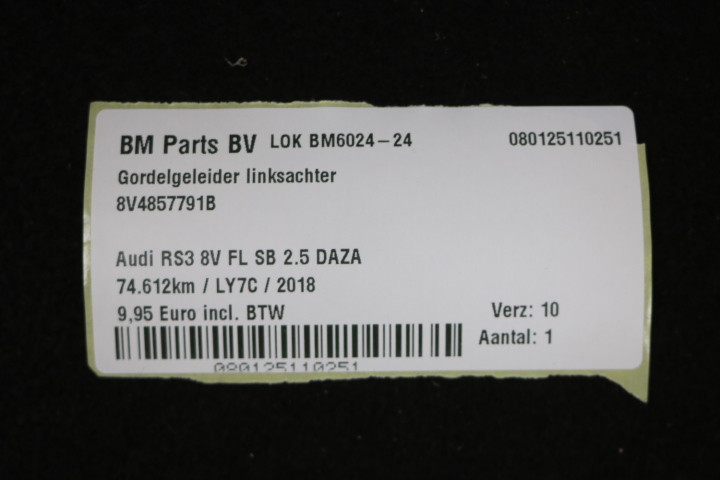 BM Parts BV LOK BM6024-24 080125110251
Gordelgeleider linksachter
8V4857791B
Audi RS3 8V FL SB 2.5 DAZA
74.612km / LY7C / 2018
9,95 Euro incl. BTW Verz: 10
Aantal: 1
080125110251